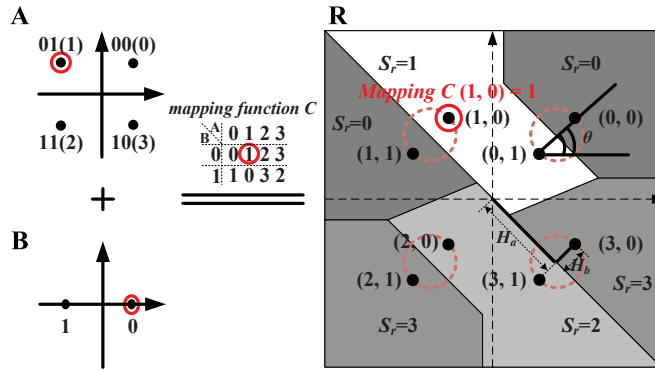 A
01(1) 00(0)
11(2) 10(3)
+
B
1 0
mapping function C
A 0 1 2 3
B
0 0 1 2 3
1 1 0 3 2
R
Sr=1
Sr=0
Mapping C (1, 0) = 1
Sr=0
(1, 0) (0, 0)
(1, 1) (0, 1) θ
(2, 0) Ha (3, 0)
Hb
(2, 1) (3, 1) Sr=3
Sr=3 Sr=2